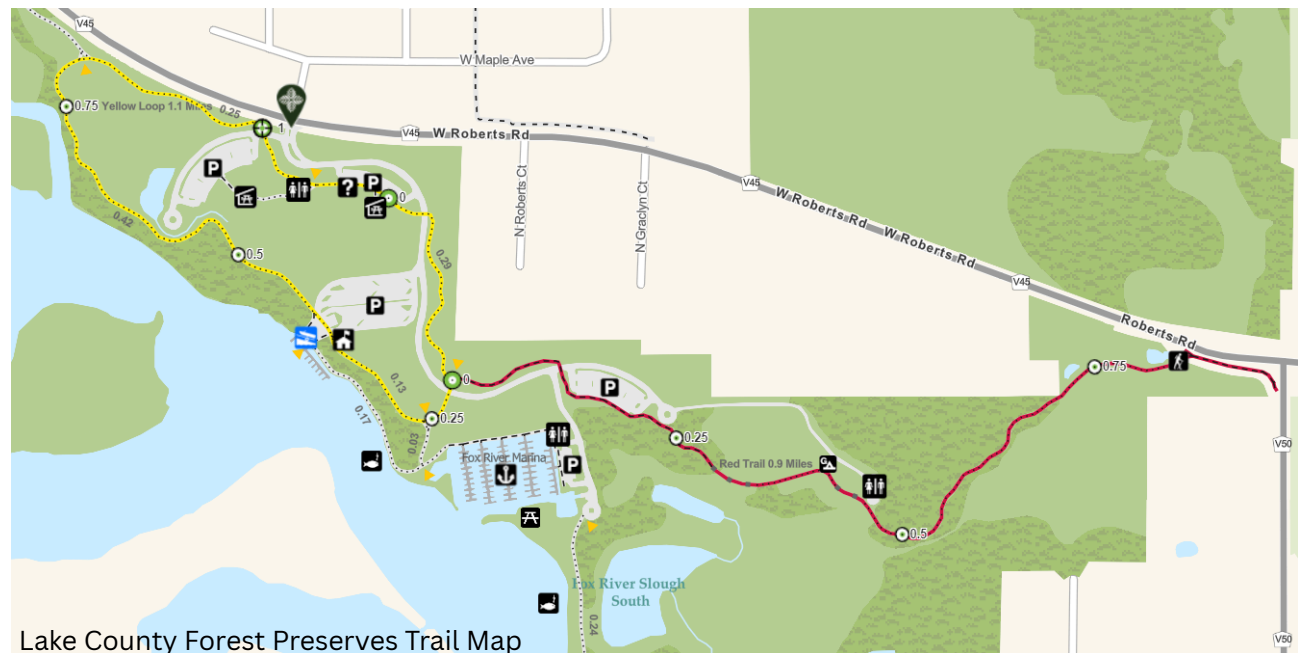 V45
W Maple Ave
0.75 Yellow Loop 1.1 Miles
0.25
1
V45
W Roberts Rd
P
?
P
0
N Roberts Ct
N Graclyn Ct
V45
W Roberts Rd
W Roberts Rd
0.42
0.5
0.29
V45
P
Roberts Rd
0.13
0
0.75
P
0.17
0.25
0.25
0.03
Fox River Marina
P
Red Trail 0.9 Miles
V50
0.5
Fox River Slough
South
0.24
Lake County Forest Preserves Trail Map
V50